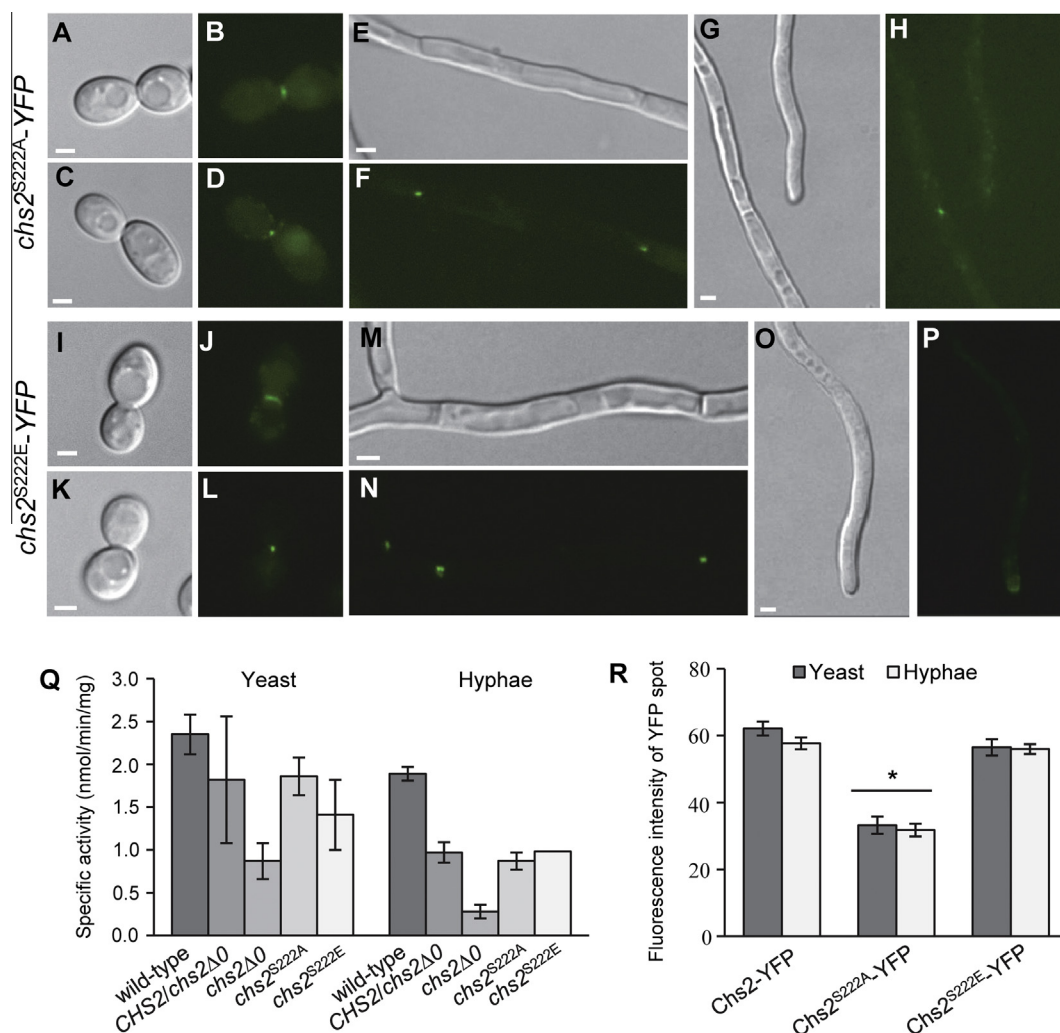 chs2S222A-YFP
A
B
E
G
H
C
D
F
chs2S222E-YFP
I
J
M
O
P
K
L
N
Q
Yeast
Hyphae
Specific activity (nmol/min/mg)
3.0
2.5
2.0
1.5
1.0
0.5
0.0
wild-type
CHS2/chs2Δ0
chs2Δ0
chs2S222A
chs2S222E
wild-type
CHS2/chs2Δ0
chs2Δ0
chs2S222A
chs2S222E
R
Yeast
Hyphae
Fluorescence intensity of YFP spot
80
60
40
20
0
*
Chs2-YFP
Chs2S222A-YFP
Chs2S222E-YFP